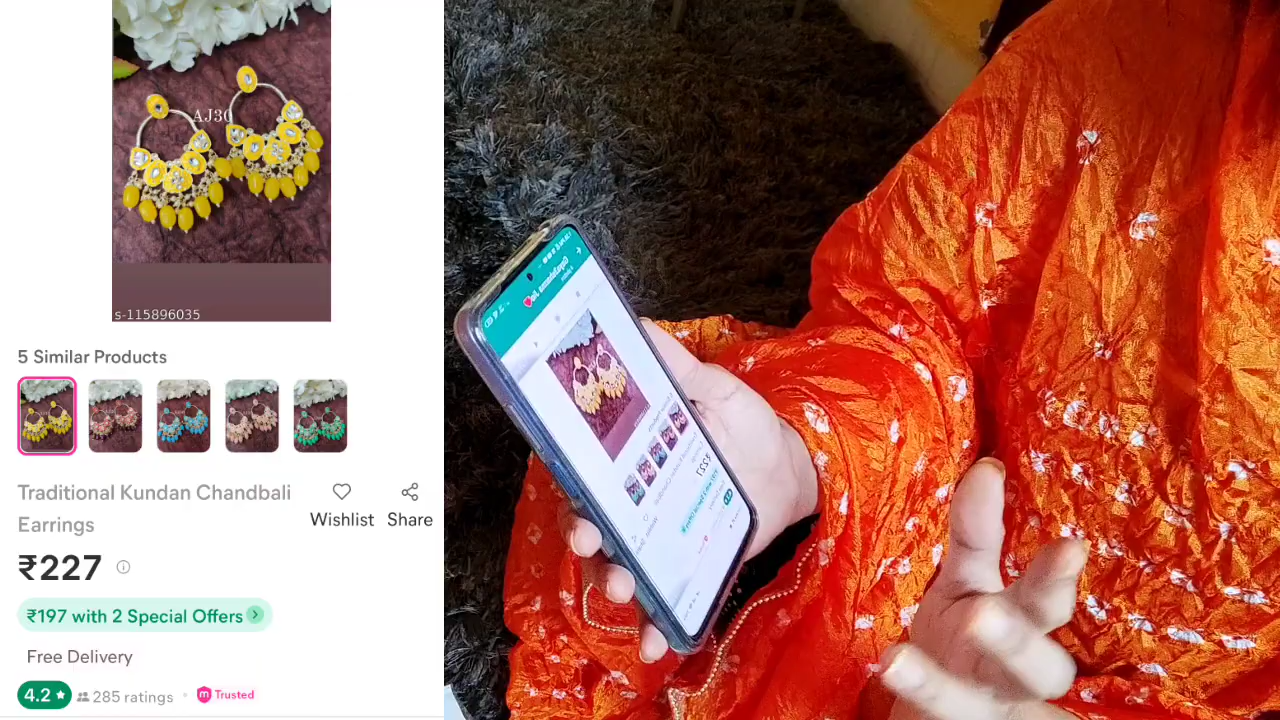 AJ30
s-115896035
5 Similar Products
Traditional Kundan Chandbali
Earrings
Wishlist Share
₹227
₹197 with 2 Special Offers
Free Delivery
4.2 ★ 285 ratings • m Trusted
₹227